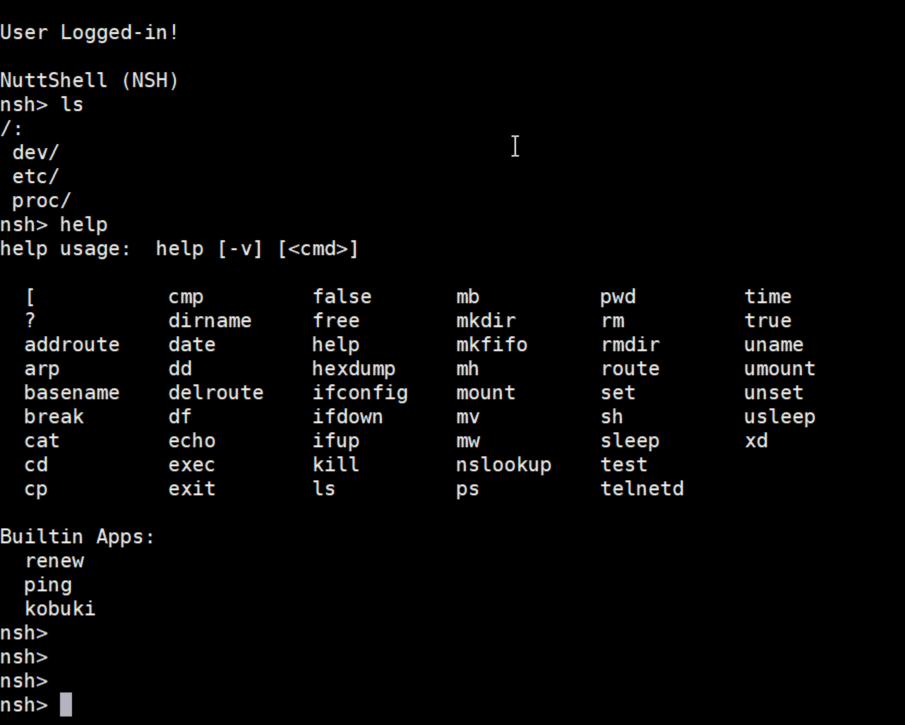 User Logged-in!
NuttShell (NSH)
nsh> ls
/:
 dev/
 etc/
 proc/
nsh> help
help usage:  help [-v] [<cmd>]
  [           cmp         false       mb          pwd         time
  ?           dirname     free        mkdir       rm          true
  addroute    date        help        mkfifo      rmdir       uname
  arp         dd          hexdump     mh          route       umount
  basename    delroute    ifconfig    mount       set         unset
  break       df          ifdown      mv          sh          usleep
  cat         echo        ifup        mw          sleep       xd
  cd          exec        kill        nslookup    test
  cp          exit        ls          ps          telnetd
Builtin Apps:
  renew
  ping
  kobuki
nsh>
nsh>
nsh>
nsh>